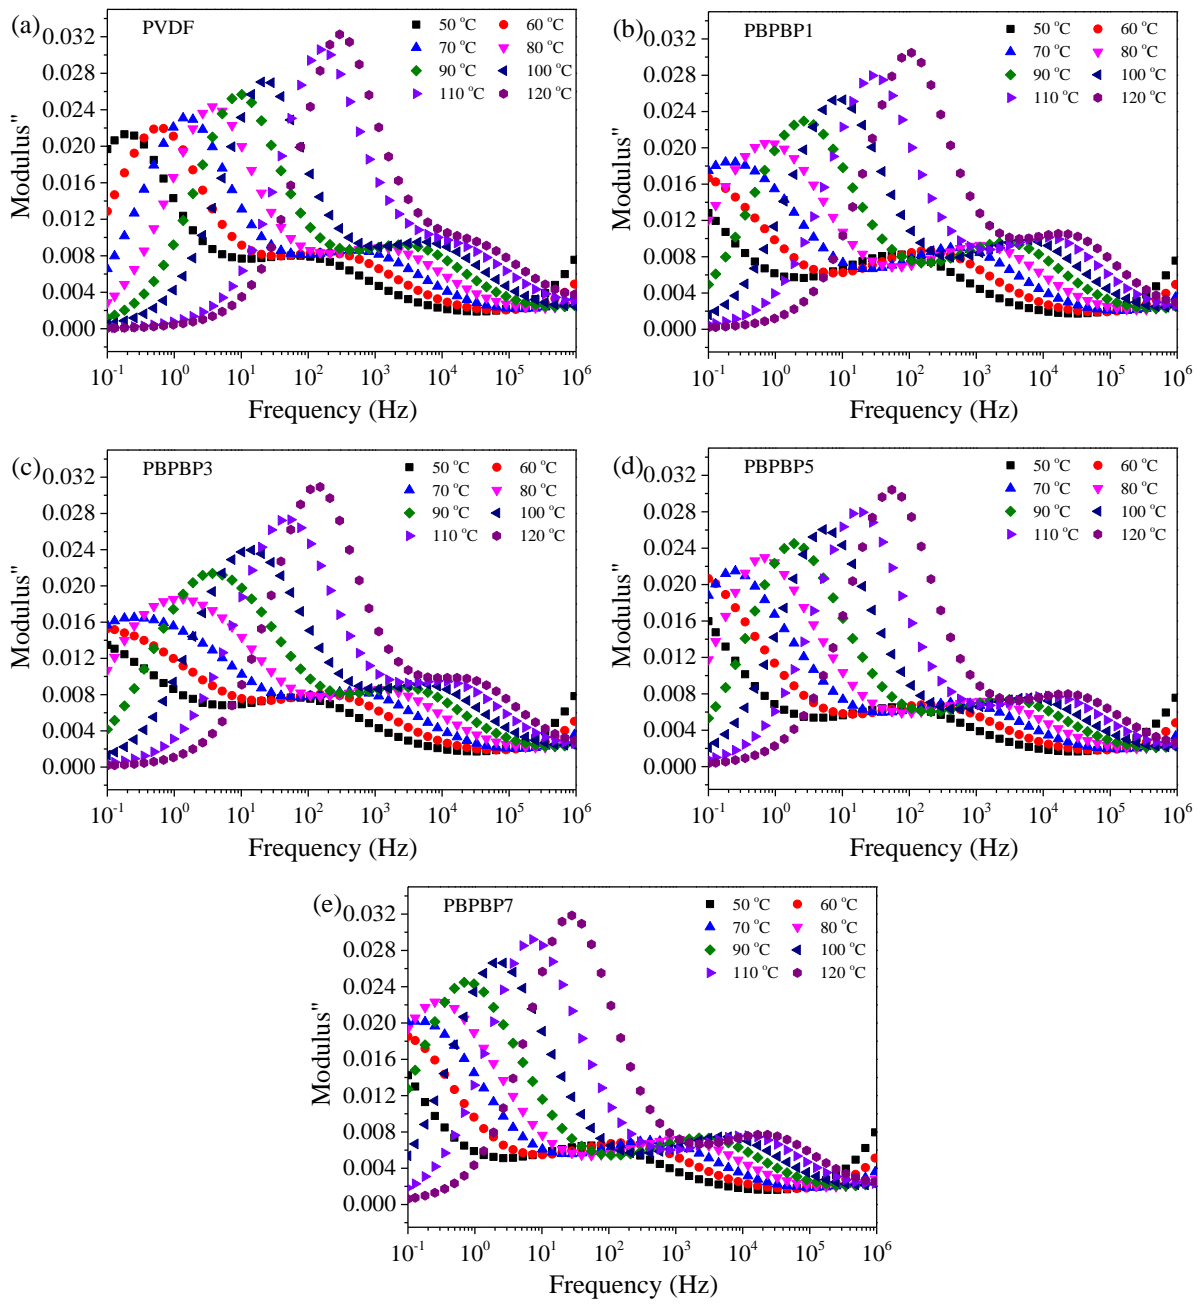 (a)
PVDF
50 °C
60 °C
70 °C
80 °C
90 °C
100 °C
110 °C
120 °C
0.032
0.028
0.024
0.020
0.016
0.012
0.008
0.004
0.000
Modulus"
10⁻¹ 10⁰ 10¹ 10² 10³ 10⁴ 10⁵ 10⁶
Frequency (Hz)
(b)
PBPBP1
50 °C
60 °C
70 °C
80 °C
90 °C
100 °C
110 °C
120 °C
0.032
0.028
0.024
0.020
0.016
0.012
0.008
0.004
0.000
Modulus"
10⁻¹ 10⁰ 10¹ 10² 10³ 10⁴ 10⁵ 10⁶
Frequency (Hz)
(c)
PBPBP3
50 °C
60 °C
70 °C
80 °C
90 °C
100 °C
110 °C
120 °C
0.032
0.028
0.024
0.020
0.016
0.012
0.008
0.004
0.000
Modulus"
10⁻¹ 10⁰ 10¹ 10² 10³ 10⁴ 10⁵ 10⁶
Frequency (Hz)
(d)
PBPBP5
50 °C
60 °C
70 °C
80 °C
90 °C
100 °C
110 °C
120 °C
0.032
0.028
0.024
0.020
0.016
0.012
0.008
0.004
0.000
Modulus"
10⁻¹ 10⁰ 10¹ 10² 10³ 10⁴ 10⁵ 10⁶
Frequency (Hz)
(e)
PBPBP7
50 °C
60 °C
70 °C
80 °C
90 °C
100 °C
110 °C
120 °C
0.032
0.028
0.024
0.020
0.016
0.012
0.008
0.004
0.000
Modulus"
10⁻¹ 10⁰ 10¹ 10² 10³ 10⁴ 10⁵ 10⁶
Frequency (Hz)